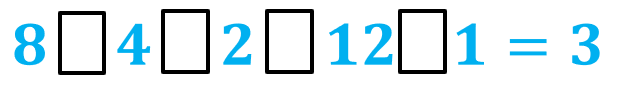 8 □ 4 □ 2 □ 12 □ 1 = 3